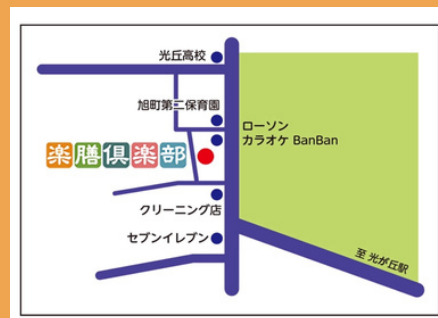 光丘高校
旭町第二保育園
ローソン
カラオケ BanBan
楽膳倶楽部
クリーニング店
セブンイレブン
至 光が丘駅